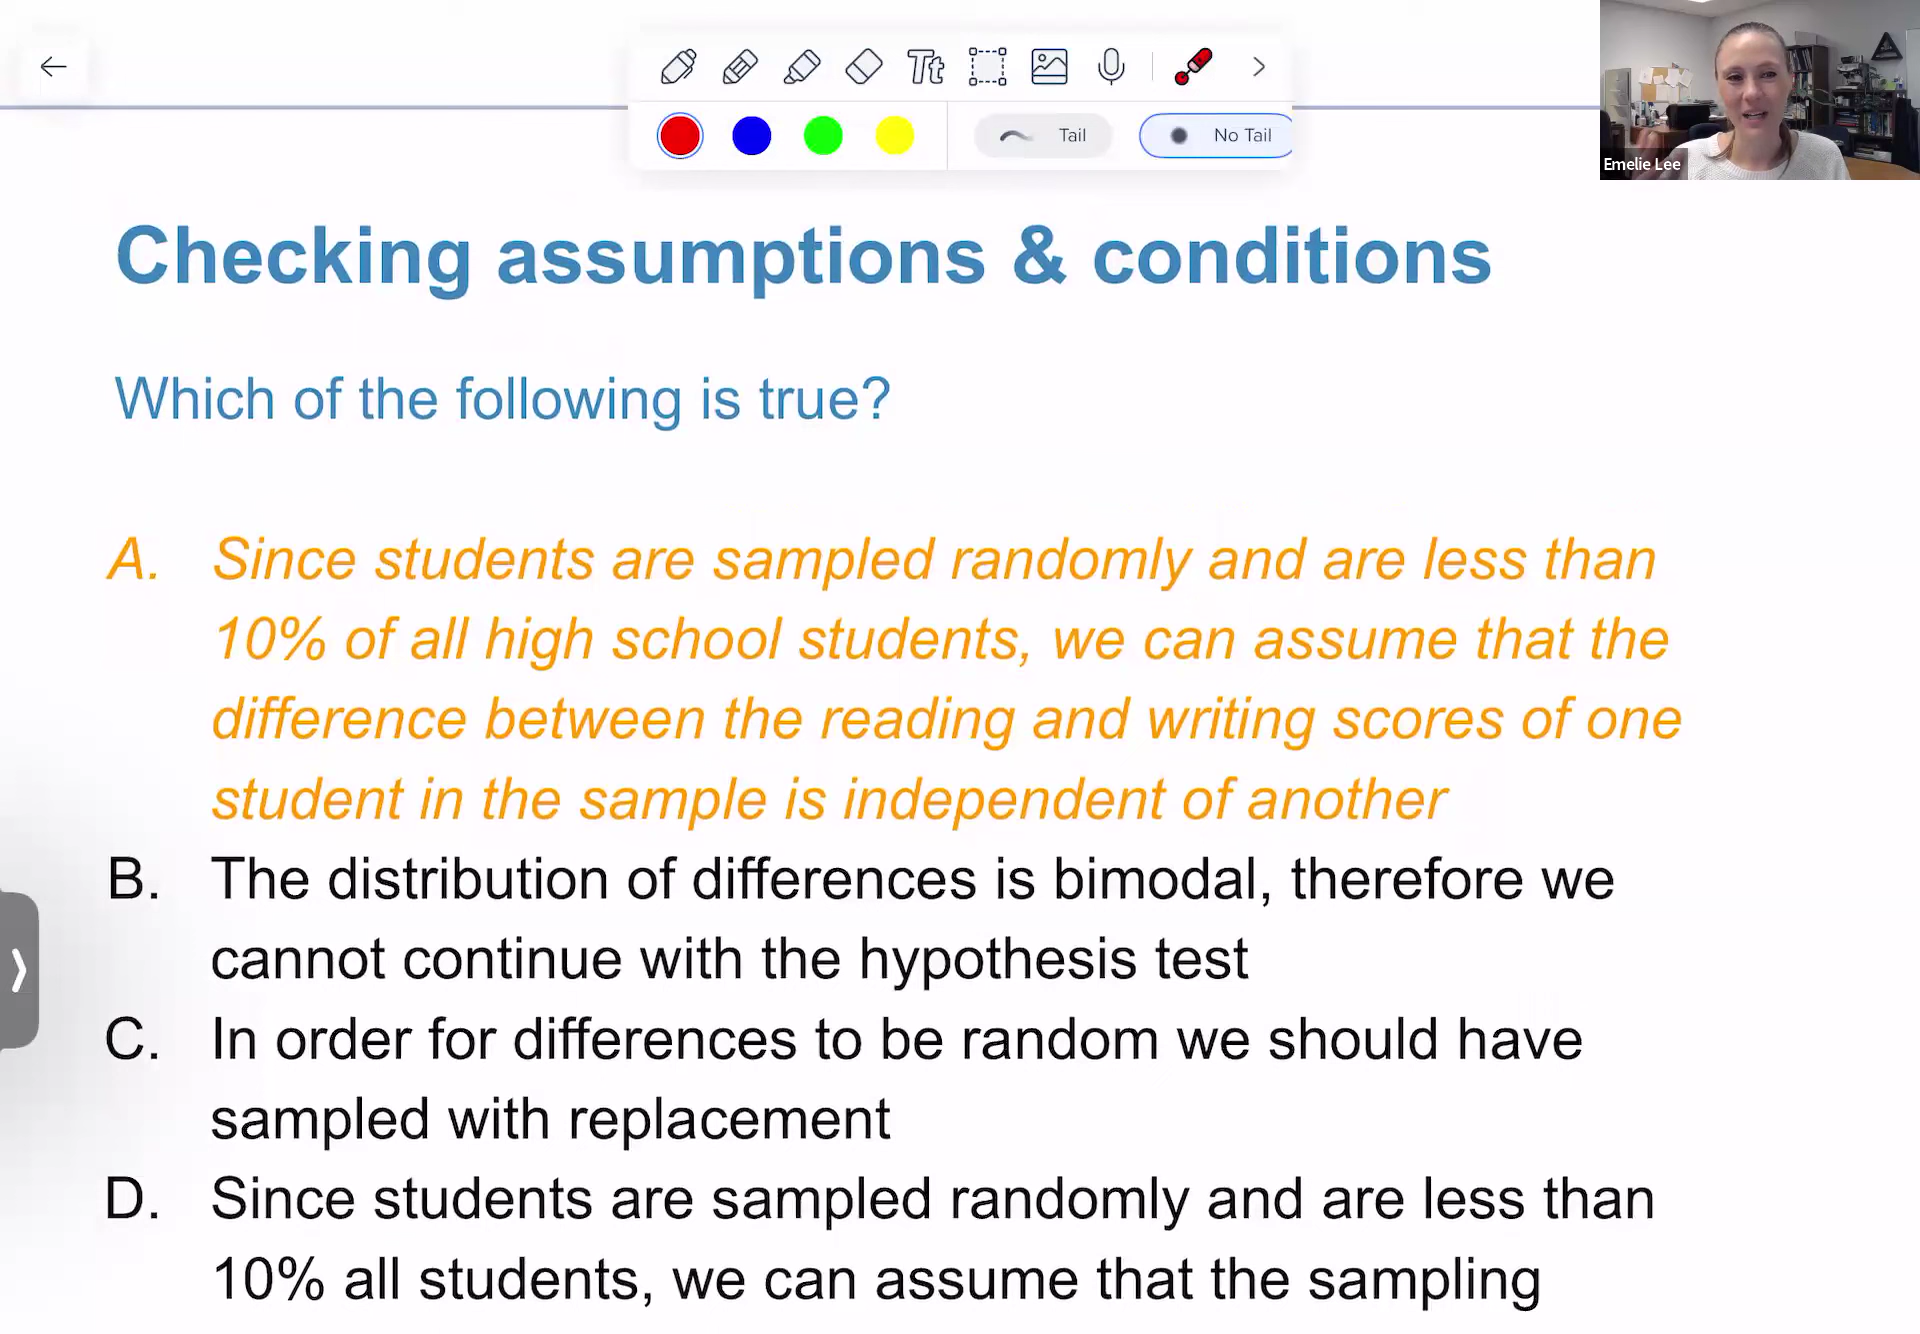 Tt
Tail
No Tail
Emelie Lee
Checking assumptions & conditions
Which of the following is true?
A. Since students are sampled randomly and are less than
10% of all high school students, we can assume that the
difference between the reading and writing scores of one
student in the sample is independent of another
B. The distribution of differences is bimodal, therefore we
cannot continue with the hypothesis test
C. In order for differences to be random we should have
sampled with replacement
D. Since students are sampled randomly and are less than
10% all students, we can assume that the sampling